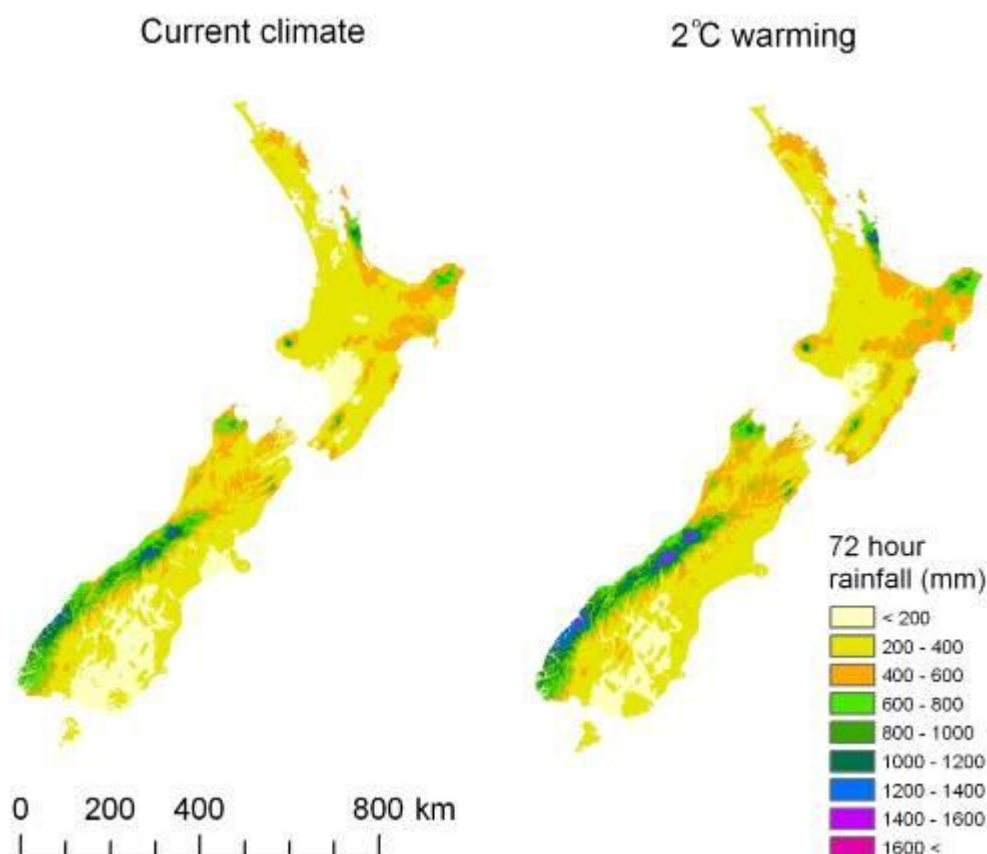 Current climate
2°C warming
72 hour
rainfall (mm)
< 200
200 - 400
400 - 600
600 - 800
800 - 1000
1000 - 1200
1200 - 1400
1400 - 1600
1600 <
0 200 400 800 km